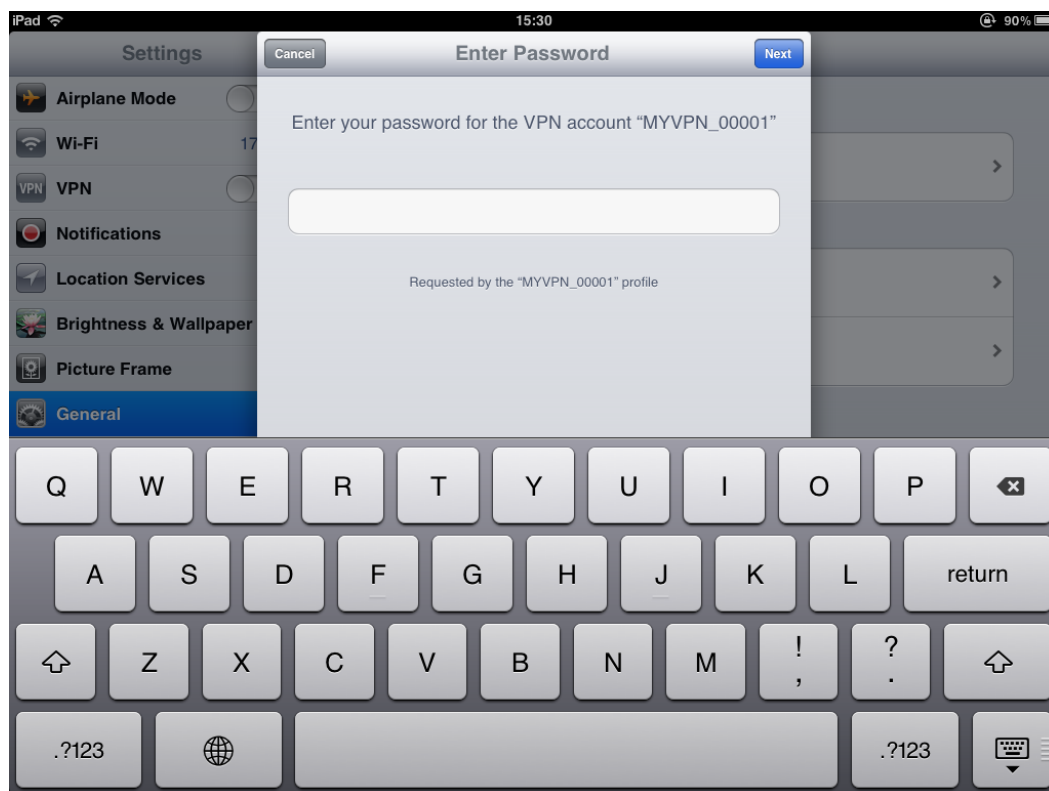 iPad 15:30 90%
Settings
Cancel Enter Password Next
Airplane Mode
Enter your password for the VPN account “MYVPN_00001”
Wi-Fi 17
VPN VPN
Notifications
Location Services
Requested by the “MYVPN_00001” profile
Brightness & Wallpaper
Picture Frame
General
Q W E R T Y U I O P
A S D F G H J K L return
Z X C V B N M ! , ? .
.?123 .?123